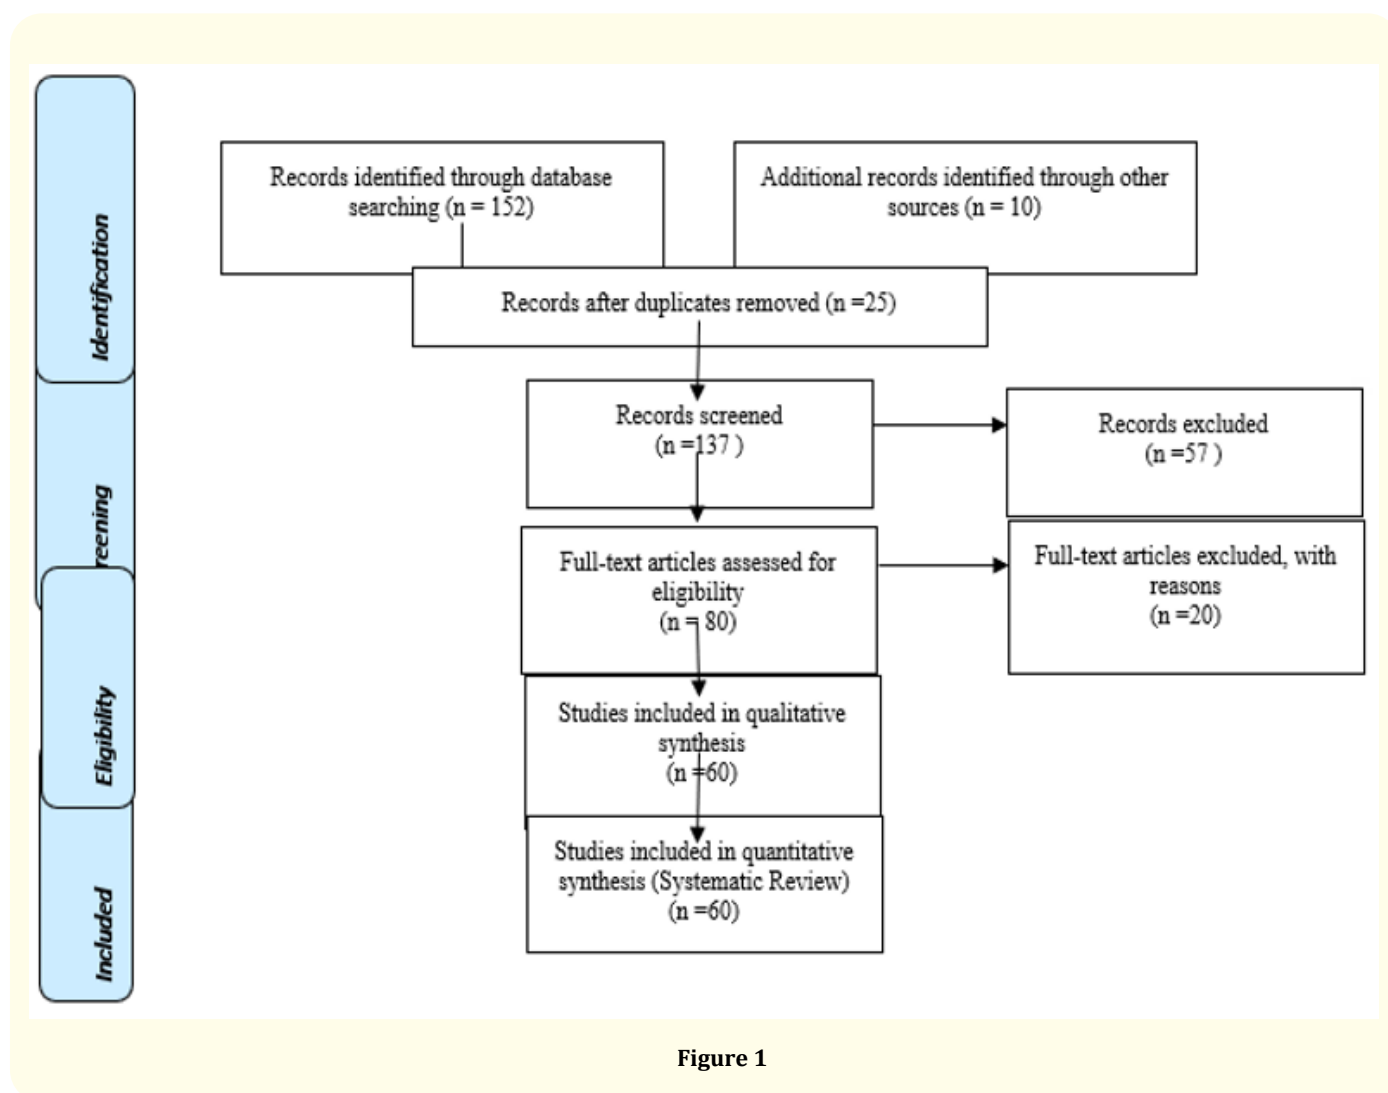 Identification
Records identified through database
searching (n = 152)
Additional records identified through other
sources (n = 10)
Records after duplicates removed (n =25)
reening
Records screened
(n =137 )
Records excluded
(n =57 )
Eligibility
Full-text articles assessed for
eligibility
(n = 80)
Full-text articles excluded, with
reasons
(n =20)
Studies included in qualitative
synthesis
(n =60)
Included
Studies included in quantitative
synthesis (Systematic Review)
(n =60)
Figure 1